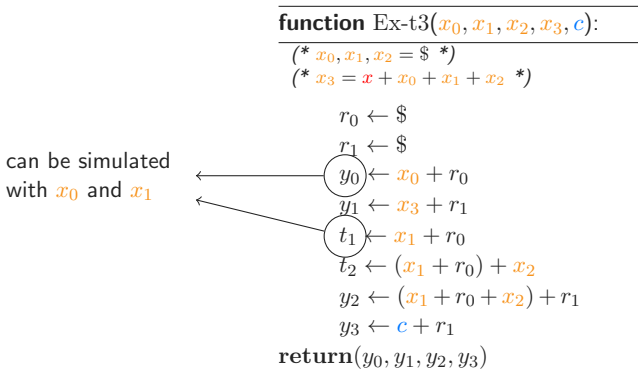 function Ex-t3(x₀, x₁, x₂, x₃, c):
(* x₀, x₁, x₂ = $ *)
(* x₃ = x + x₀ + x₁ + x₂ *)
r₀ ← $
r₁ ← $
can be simulated
with x₀ and x₁
y₀ ← x₀ + r₀
y₁ ← x₃ + r₁
t₁ ← x₁ + r₀
t₂ ← (x₁ + r₀) + x₂
y₂ ← (x₁ + r₀ + x₂) + r₁
y₃ ← c + r₁
return(y₀, y₁, y₂, y₃)